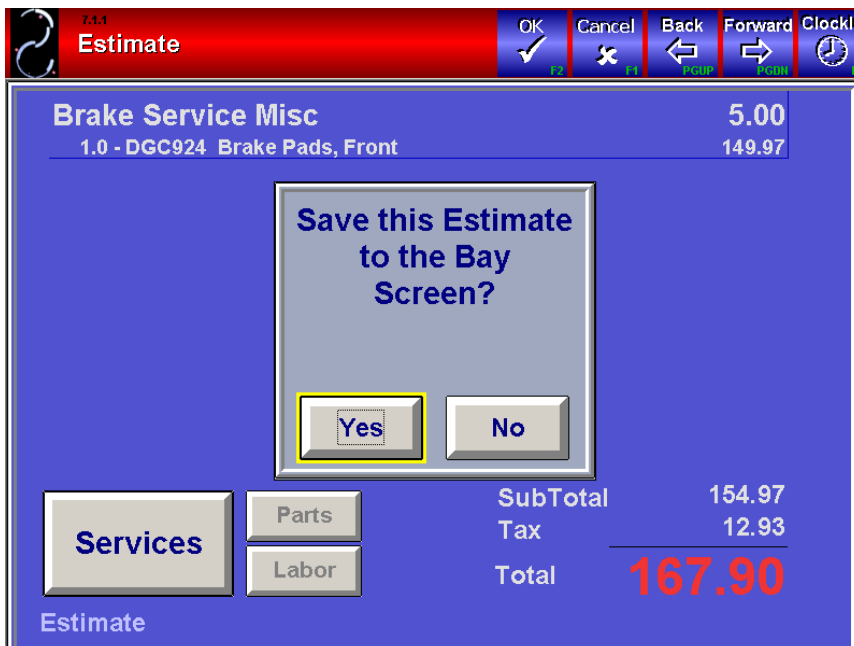 7.1.1
Estimate
OK
F2
Cancel
F1
Back
PGUP
Forward
PGDN
ClockI
Brake Service Misc 5.00
1.0 - DGC924 Brake Pads, Front 149.97
Save this Estimate
to the Bay
Screen?
Yes No
Services
Parts
Labor
SubTotal 154.97
Tax 12.93
Total 167.90
Estimate